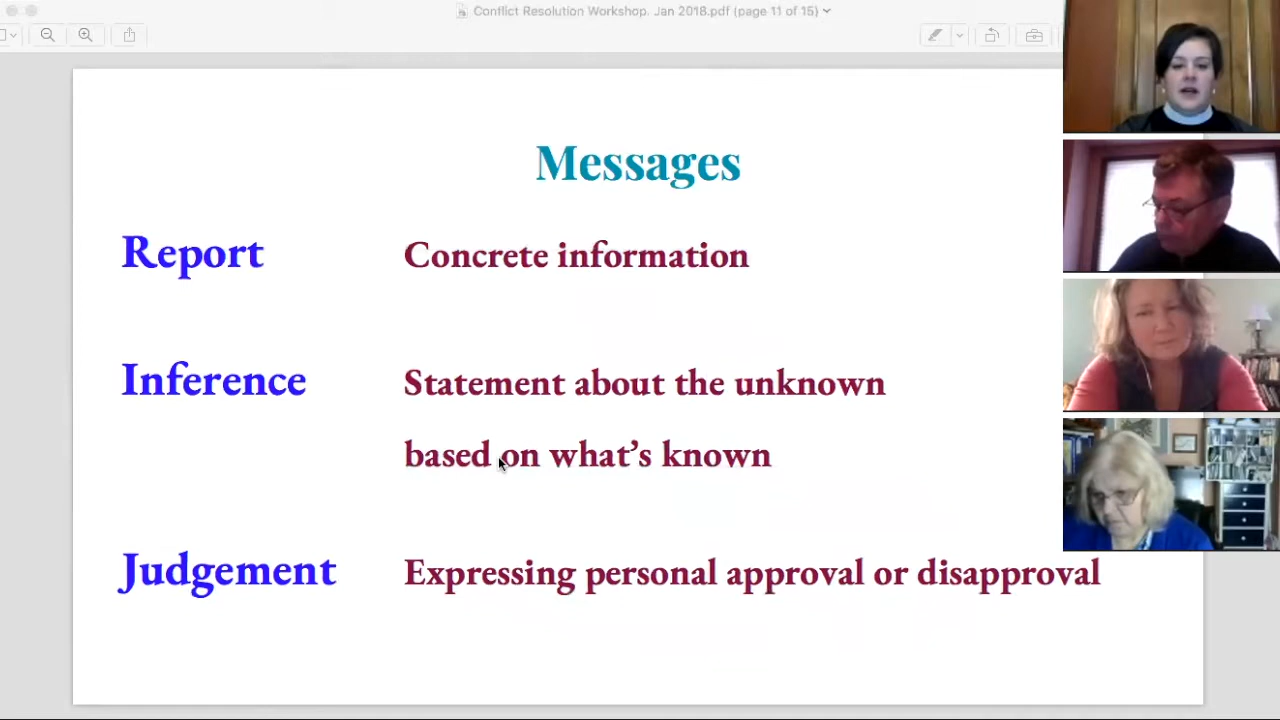 Conflict Resolution Workshop. Jan 2018.pdf (page 11 of 15)
Messages
Report Concrete information
Inference Statement about the unknown
based on what's known
Judgement Expressing personal approval or disapproval